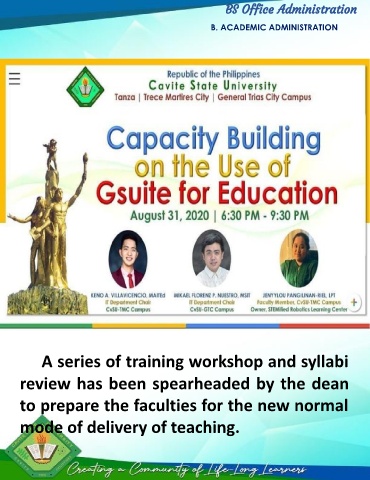 BS Office Administration
B. ACADEMIC ADMINISTRATION
Republic of the Philippines
Cavite State University
Tanza | Trece Martires City | General Trias City Campus
Capacity Building
on the Use of
Gsuite for Education
August 31, 2020 | 6:30 PM - 9:30 PM
RENO A. VILLAVICENCIO, MAITEd
IT Department Chair
CvSU-TMC Campus
MIKAEL FLORENZ P. NUESTRO, MSIT
IT Department Chair
CvSU-GTC Campus
JENYLOU PANGILINAN-RIEL, LPT
Faculty Member, CvSU-TMC Campus
Owner, STEMified Robotics Learning Center
A series of training workshop and syllabi
review has been spearheaded by the dean
to prepare the faculties for the new normal
mode of delivery of teaching.
Creating a Community of Life-Long Learners